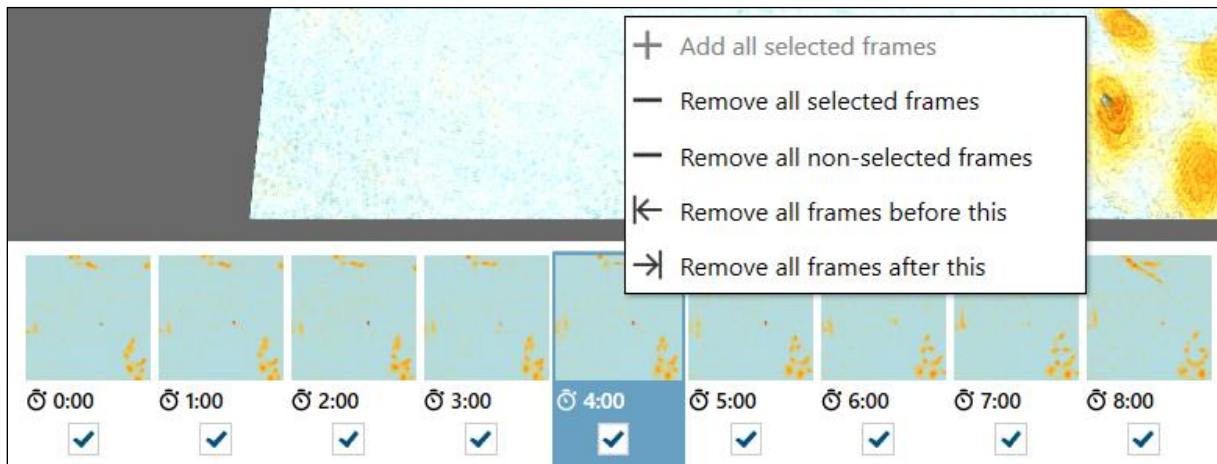 Add all selected frames
Remove all selected frames
Remove all non-selected frames
Remove all frames before this
Remove all frames after this
0:00 1:00 2:00 3:00 4:00 5:00 6:00 7:00 8:00